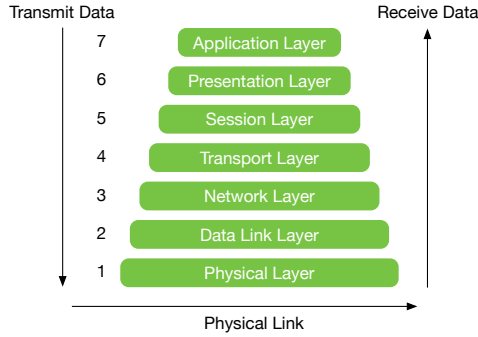 Transmit Data
Receive Data
7 Application Layer
6 Presentation Layer
5 Session Layer
4 Transport Layer
3 Network Layer
2 Data Link Layer
1 Physical Layer
Physical Link